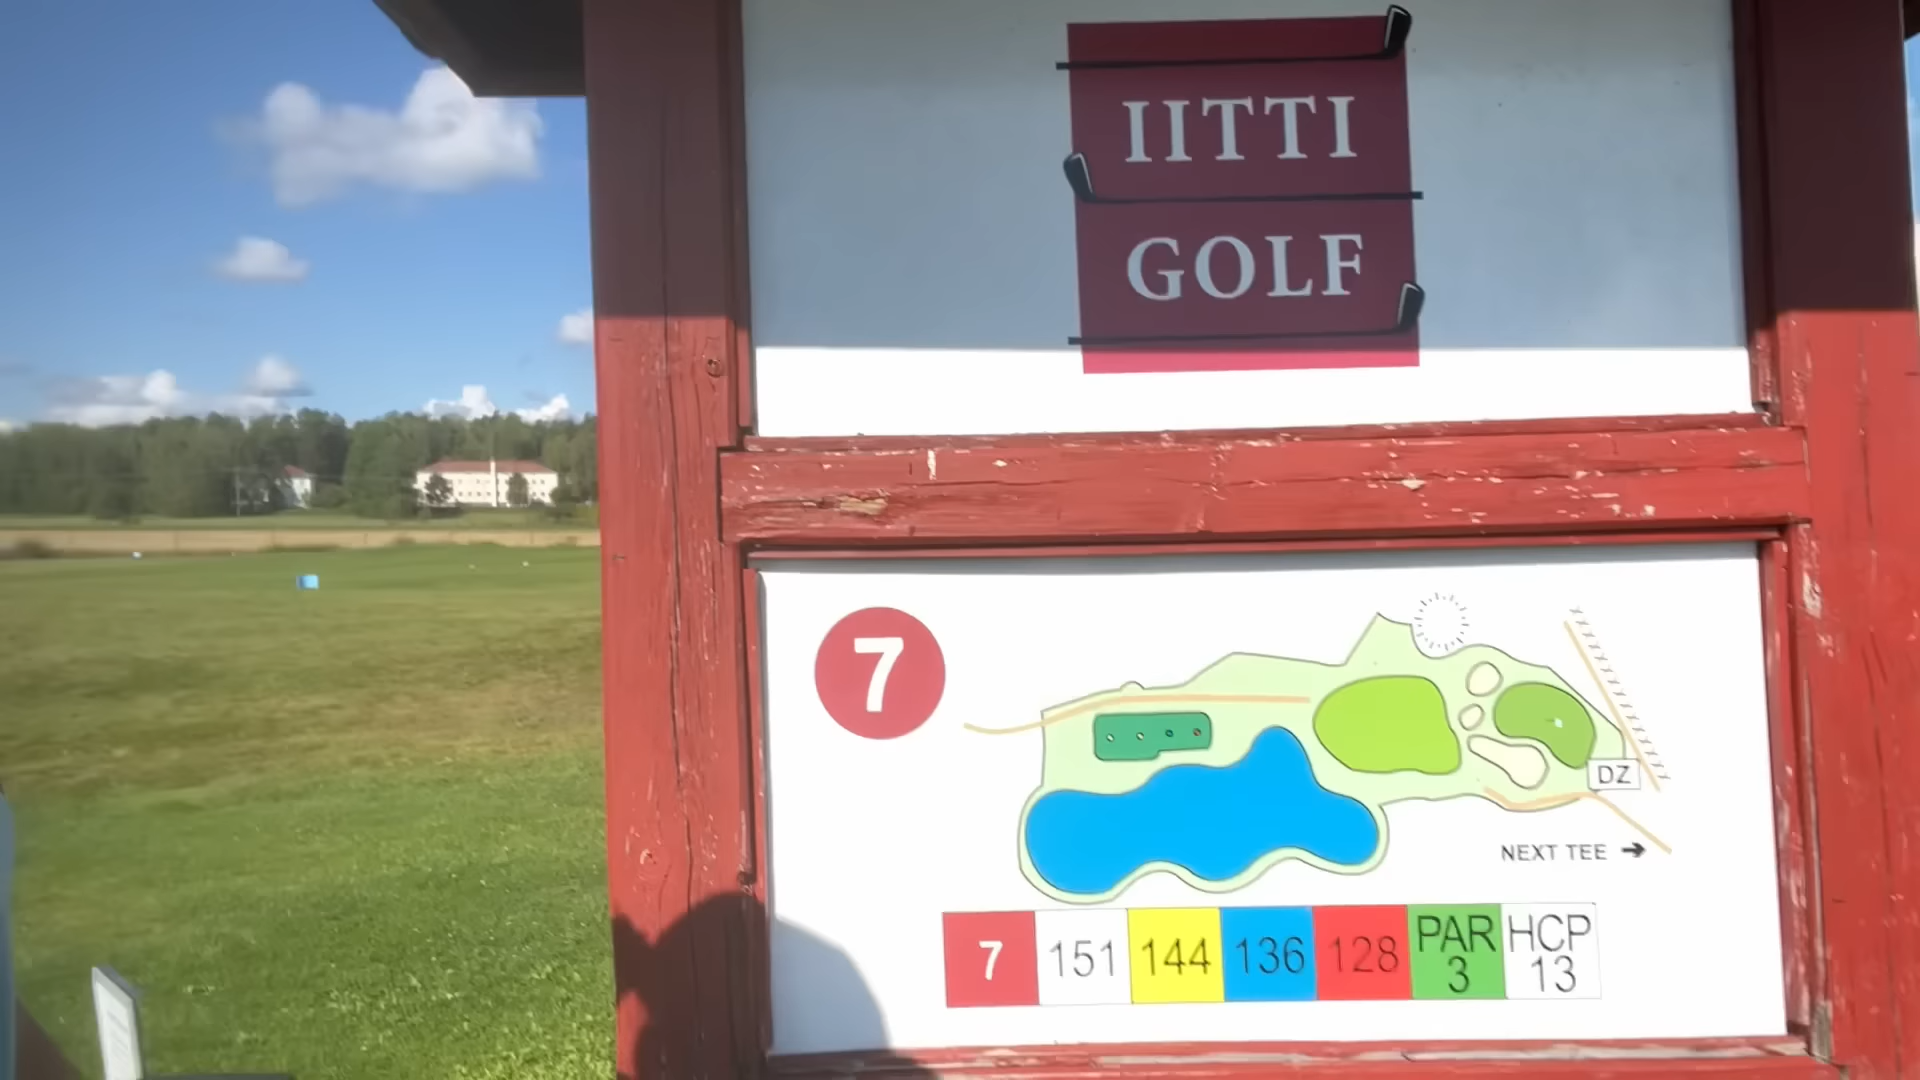 IITTI
GOLF
7
DZ
NEXT TEE →
7 151 144 136 128 PAR 3 HCP 13